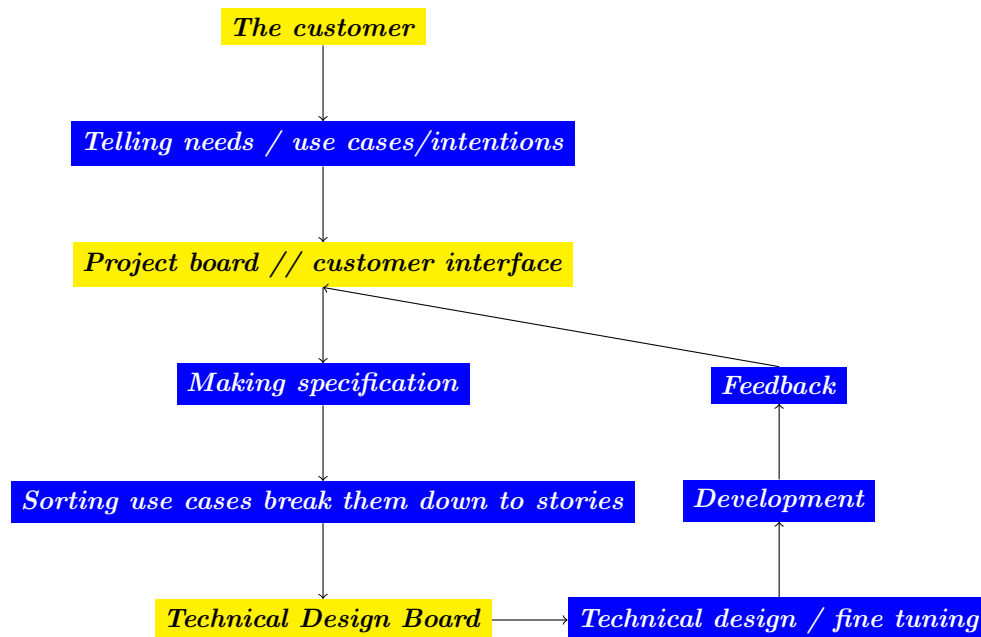 The customer
Telling needs / use cases/intentions
Project board // customer interface
Making specification
Feedback
Sorting use cases break them down to stories
Development
Technical Design Board
Technical design / fine tuning